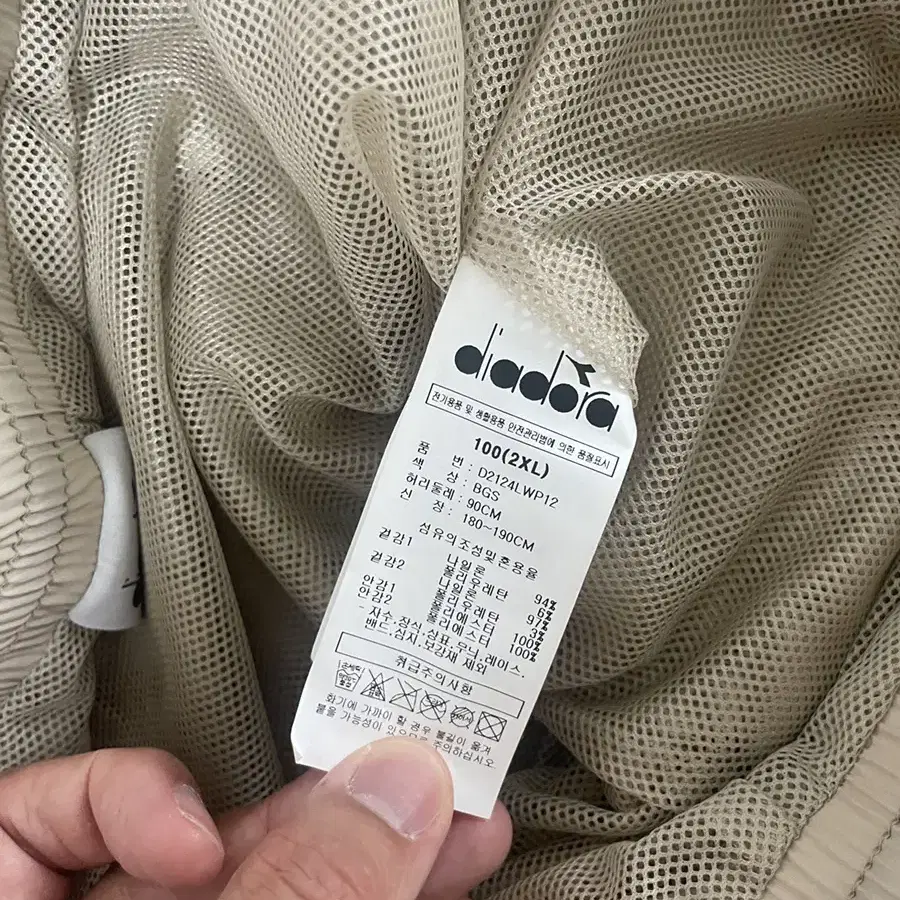 diadora
전기용품 및 생활용품 안전관리법에 의한 품질표시
100(2XL)
품 번 : D2124LWP12
색 상 : BGS
허리둘레 : 90CM
신 장 : 180~190CM
섬유의조성및혼용율
겉감1 나일론 94%
폴리우레탄 6%
겉감2 나일론 97%
폴리우레탄 3%
안감1 폴리에스터 100%
안감2 폴리에스터 100%
- 자수,장식,상표,무늬,레이스,
밴드,심지,보강재 제외
취급주의사항
화기에 가까이 할 경우 불길이 옮겨
붙을 가능성이 있으므로 주의하십시오.